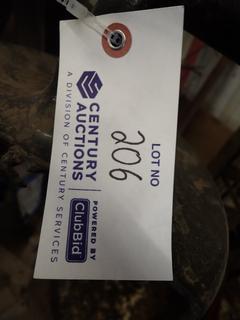 LOT NO
206
CENTURY
AUCTIONS
A DIVISION OF CENTURY SERVICES
POWERED BY
ClubBid